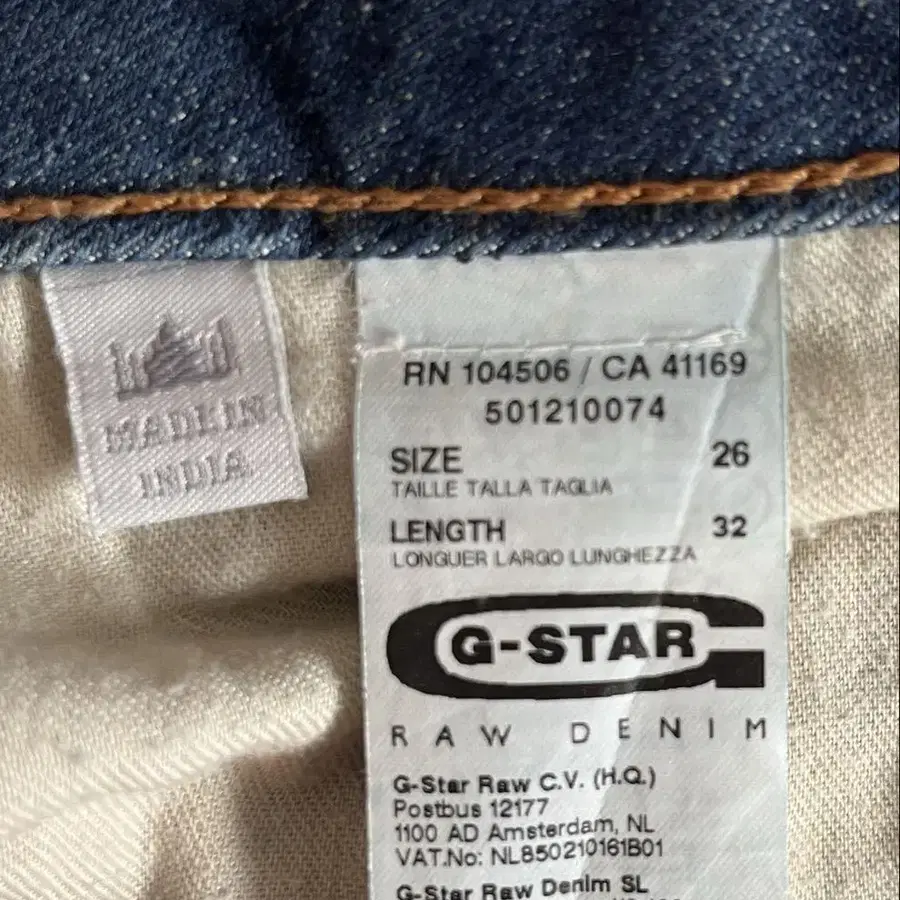 MADE IN
INDIA
RN 104506 / CA 41169
501210074
SIZE 26
TAILLE TALLA TAGLIA
LENGTH 32
LONGUER LARGO LUNGHEZZA
G-STAR
RAW DENIM
G-Star Raw C.V. (H.Q.)
Postbus 12177
1100 AD Amsterdam, NL
VAT.No: NL850210161B01
G-Star Raw Denim SL